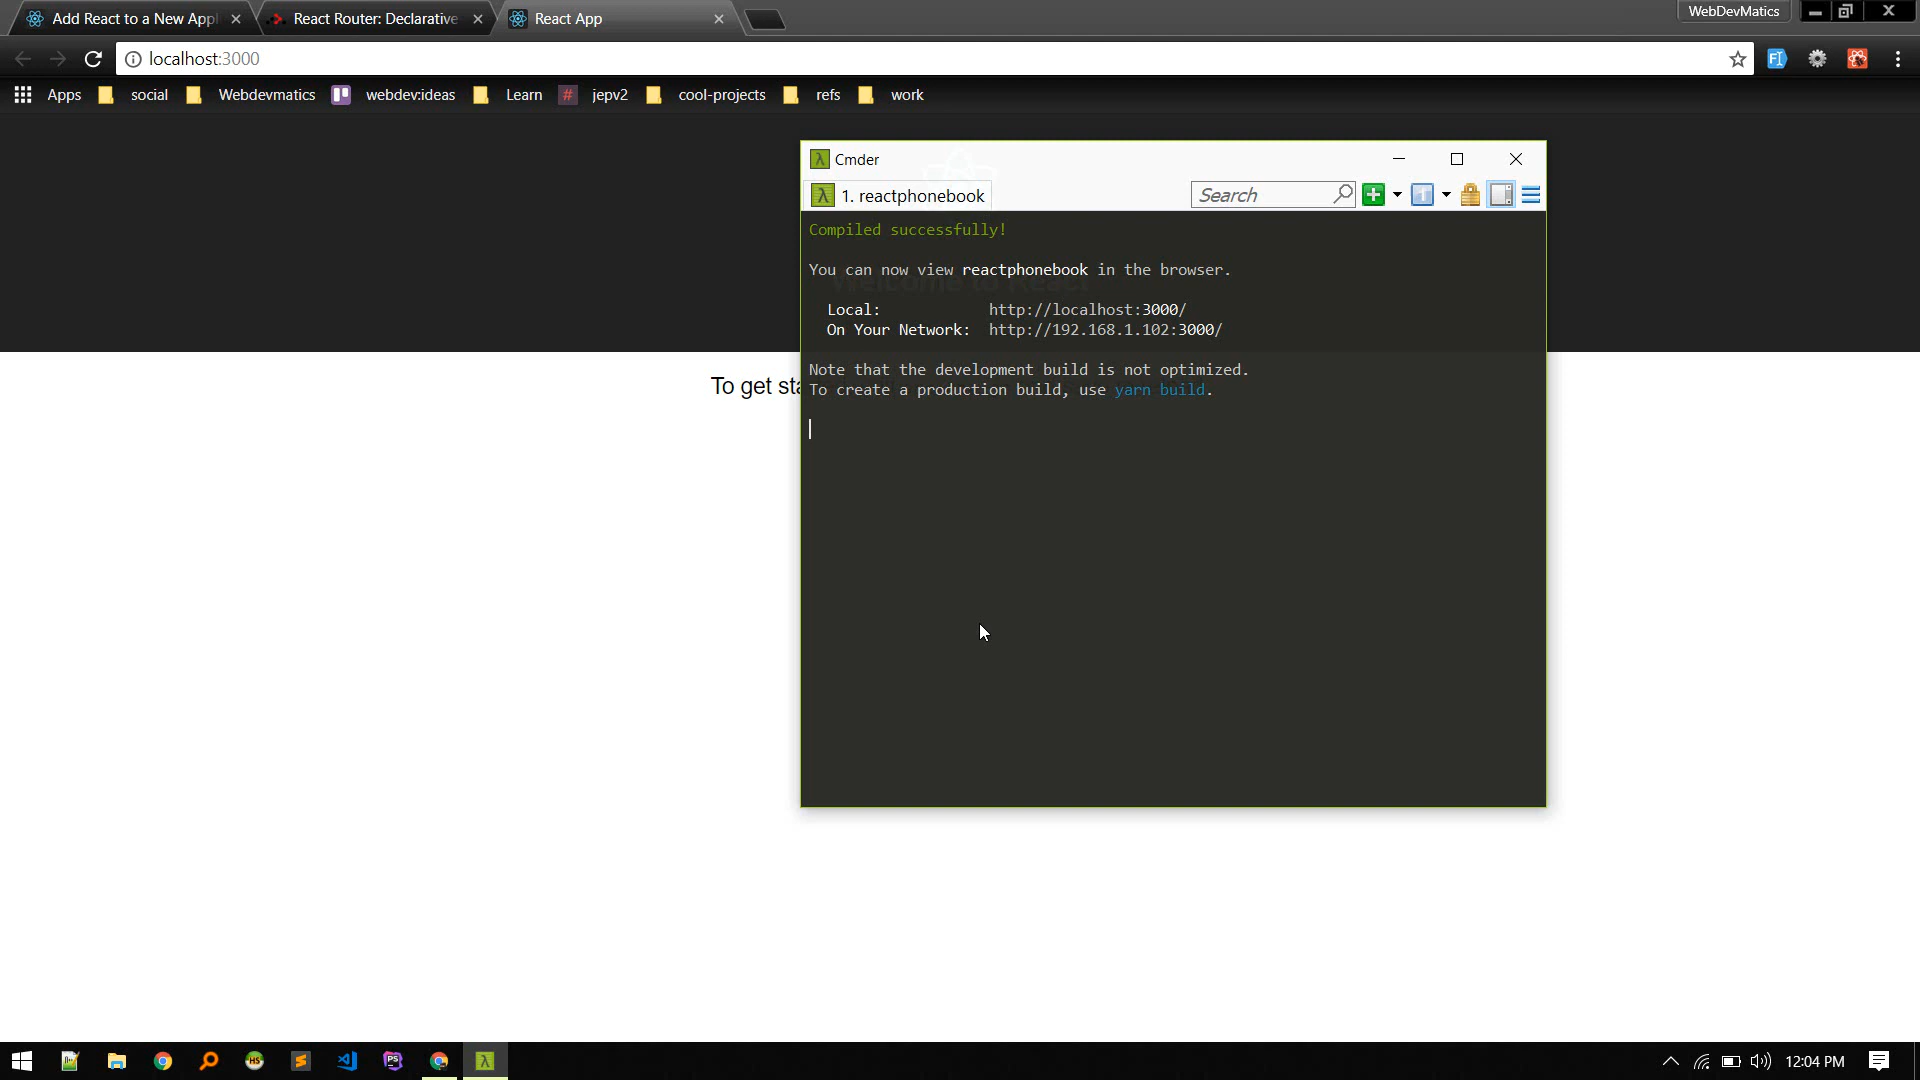 Add React to a New Appl
React Router: Declarative
React App
WebDevMatics
localhost:3000
Apps
social
Webdevmatics
webdev:ideas
Learn
#
jepv2
cool-projects
refs
work
λ Cmder
λ 1. reactphonebook
Search
Compiled successfully!
You can now view reactphonebook in the browser.
Welcome to React
Local: http://localhost:3000/
On Your Network: http://192.168.1.102:3000/
Note that the development build is not optimized.
To get sta
To create a production build, use yarn build.
12:04 PM